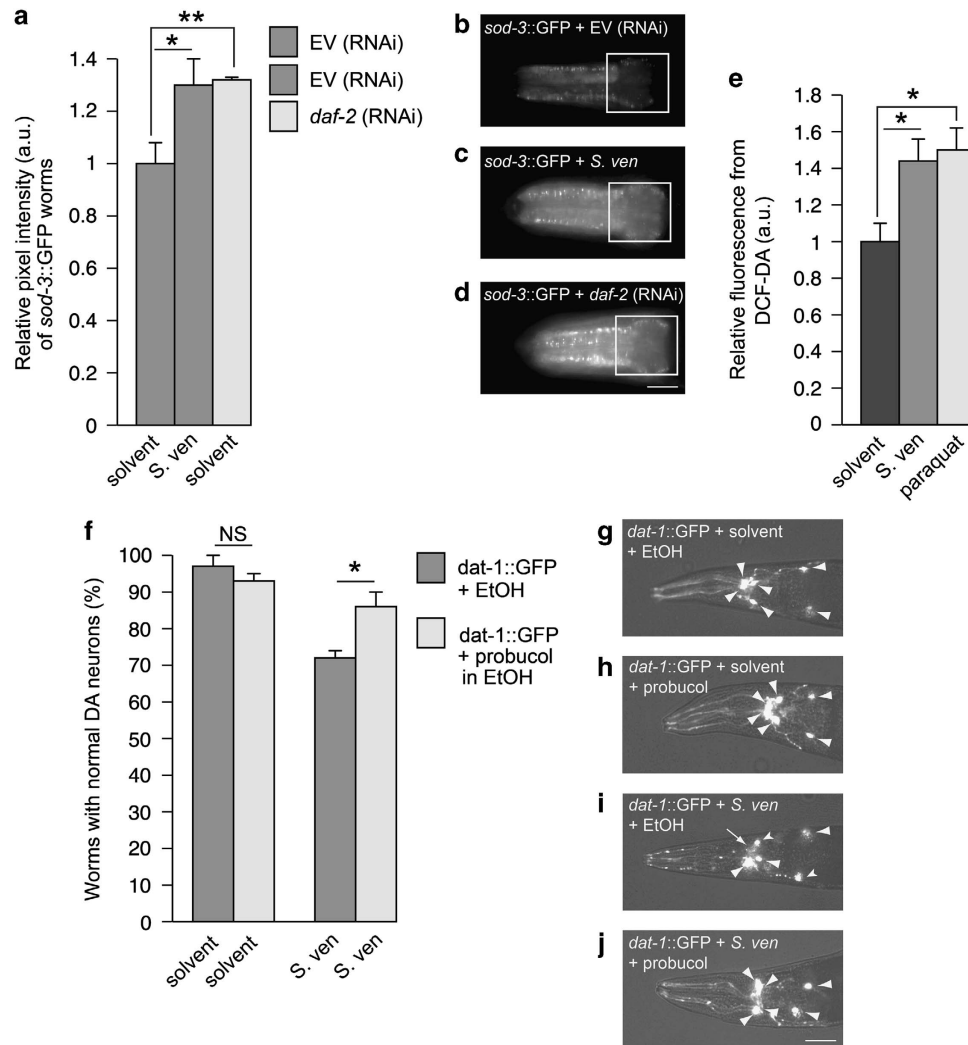 a
**
*
EV (RNAi)
EV (RNAi)
daf-2 (RNAi)
Relative pixel intensity (a.u.)
of sod-3::GFP worms
1.4
1.2
1
0.8
0.6
1.4
1.2
0
solvent
S. ven
solvent
b
sod-3::GFP + EV (RNAi)
c
sod-3::GFP + S. ven
d
sod-3::GFP + daf-2 (RNAi)
e
*
*
Relative fluorescence from
DCF-DA (a.u.)
1.8
1.6
1.4
1.2
1
0.8
0.6
1.4
1.2
0
solvent
S. ven
paraquat
f
NS
*
dat-1::GFP
+ EtOH
dat-1::GFP
+ probucol
in EtOH
Worms with normal DA neurons (%)
100
90
80
70
60
50
40
30
20
10
0
solvent
solvent
S. ven
S. ven
g
dat-1::GFP + solvent
+ EtOH
h
dat-1::GFP + solvent
+ probucol
i
dat-1::GFP + S. ven
+ EtOH
j
dat-1::GFP + S. ven
+ probucol